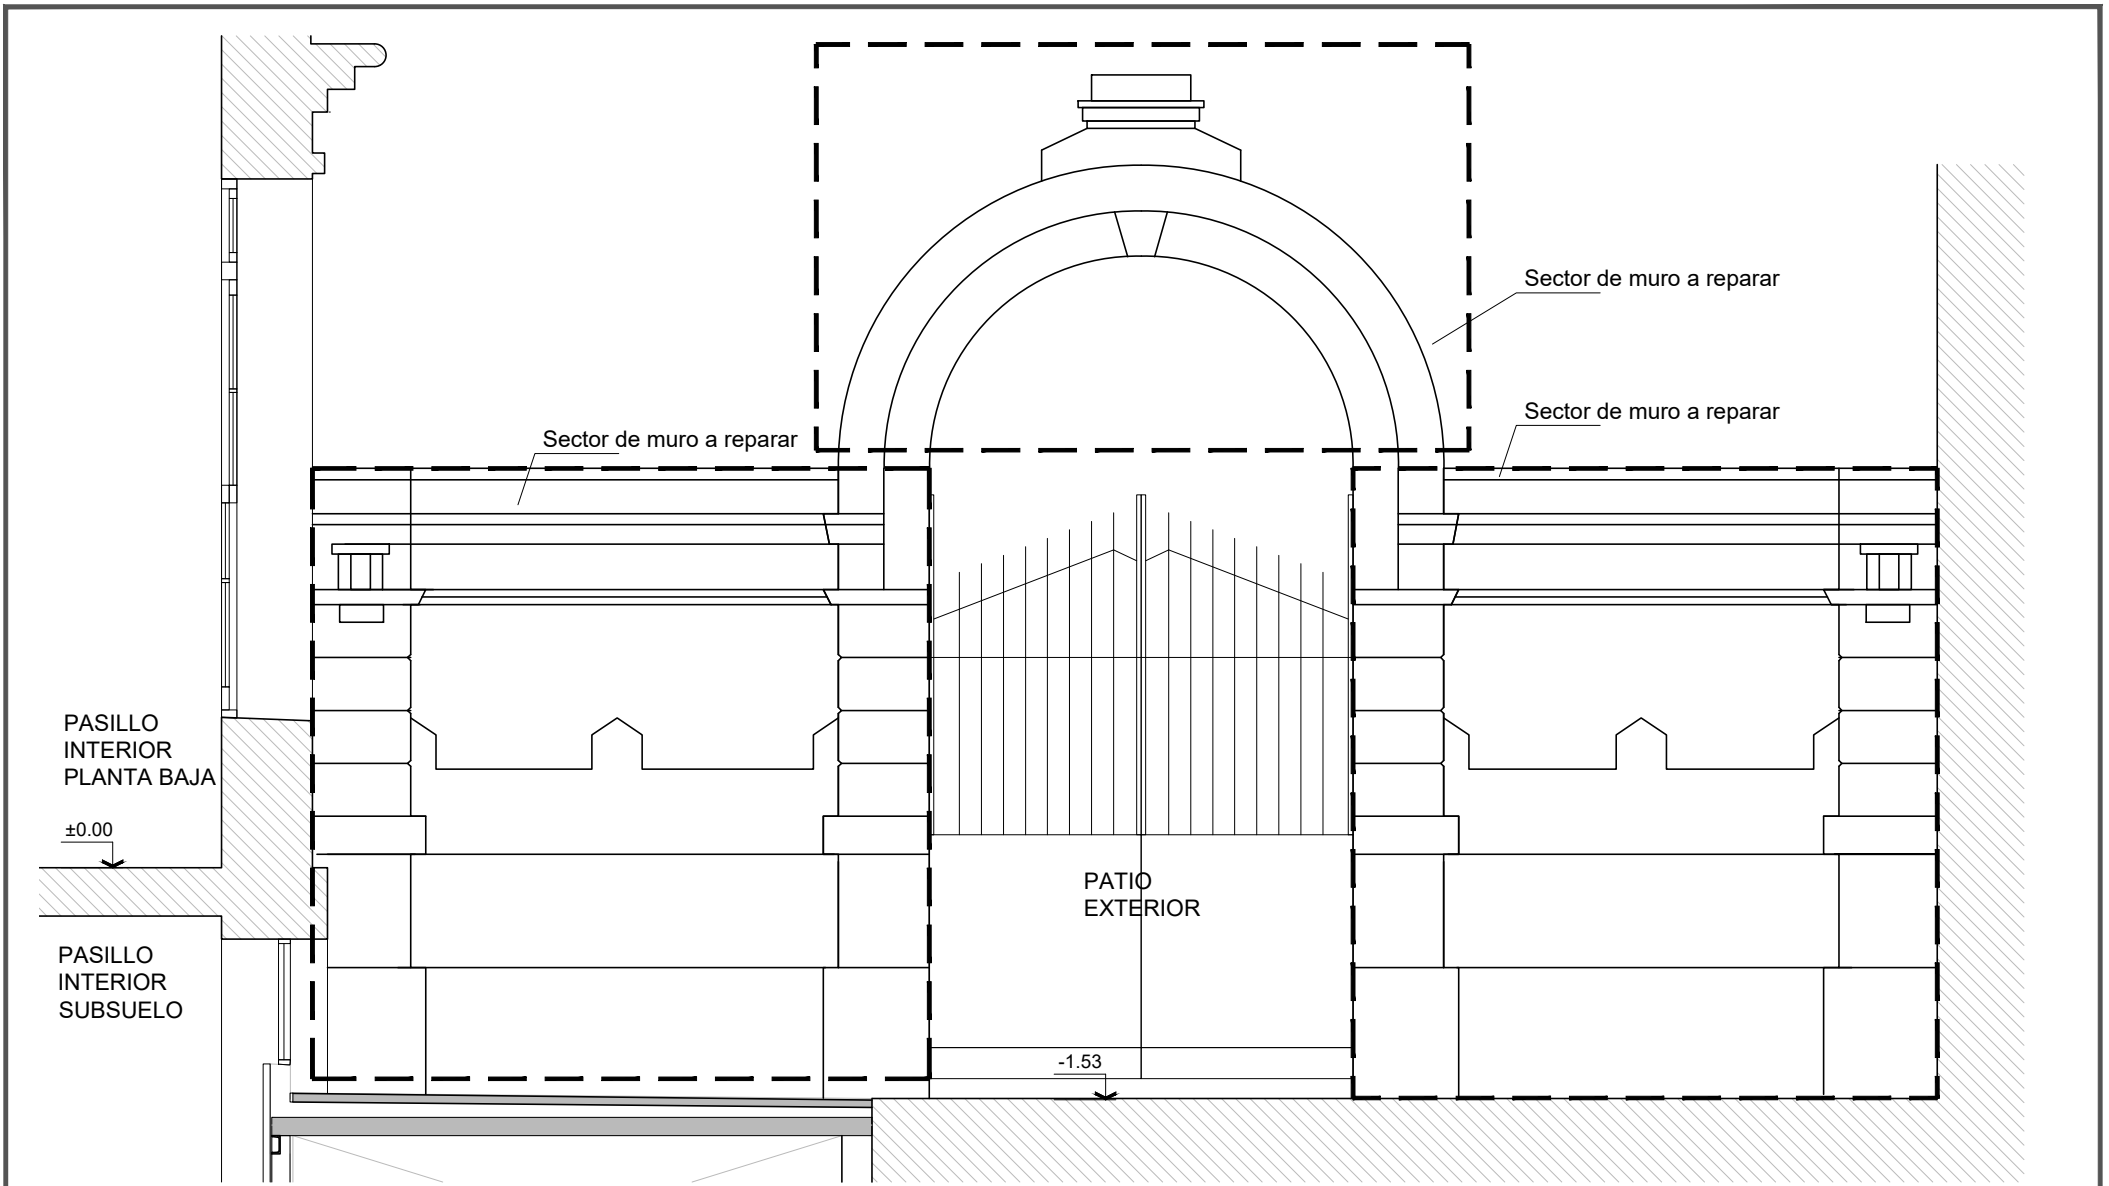 Sector de muro a reparar
Sector de muro a reparar
Sector de muro a reparar
PASILLO
INTERIOR
PLANTA BAJA
±0.00
PATIO
EXTERIOR
PASILLO
INTERIOR
SUBSUELO
-1.53